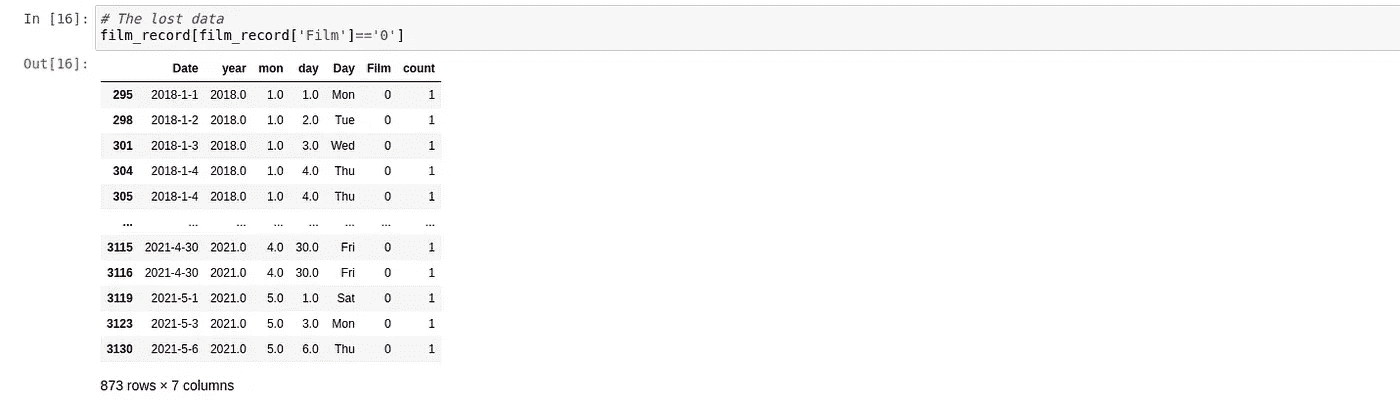 In [16]: # The lost data
film_record[film_record['Film']=='0']
Out[16]:
Date year mon day Day Film count
295 2018-1-1 2018.0 1.0 1.0 Mon 0 1
298 2018-1-2 2018.0 1.0 2.0 Tue 0 1
301 2018-1-3 2018.0 1.0 3.0 Wed 0 1
304 2018-1-4 2018.0 1.0 4.0 Thu 0 1
305 2018-1-4 2018.0 1.0 4.0 Thu 0 1
... ... ... ... ... ... ... ...
3115 2021-4-30 2021.0 4.0 30.0 Fri 0 1
3116 2021-4-30 2021.0 4.0 30.0 Fri 0 1
3119 2021-5-1 2021.0 5.0 1.0 Sat 0 1
3123 2021-5-3 2021.0 5.0 3.0 Mon 0 1
3130 2021-5-6 2021.0 5.0 6.0 Thu 0 1
873 rows × 7 columns